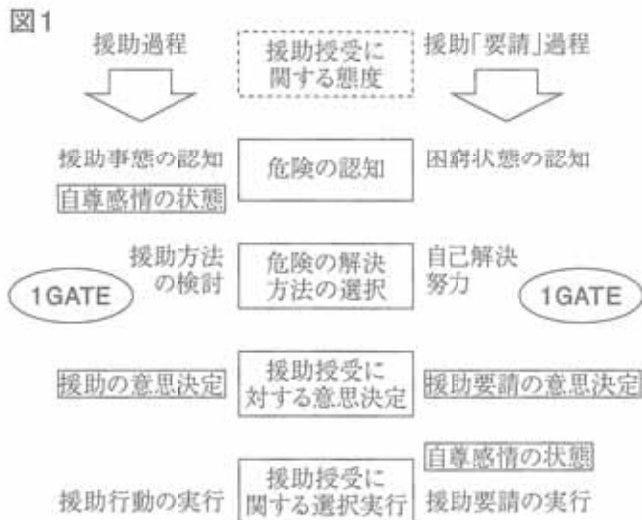 図1
援助過程
援助授受に
関する態度
援助「要請」過程
援助事態の認知
自尊感情の状態
危険の認知
困窮状態の認知
援助方法
の検討
危険の解決
方法の選択
自己解決
努力
1GATE
1GATE
援助の意思決定
援助授受に
対する意思決定
援助要請の意思決定
自尊感情の状態
援助行動の実行
援助授受に
関する選択実行
援助要請の実行